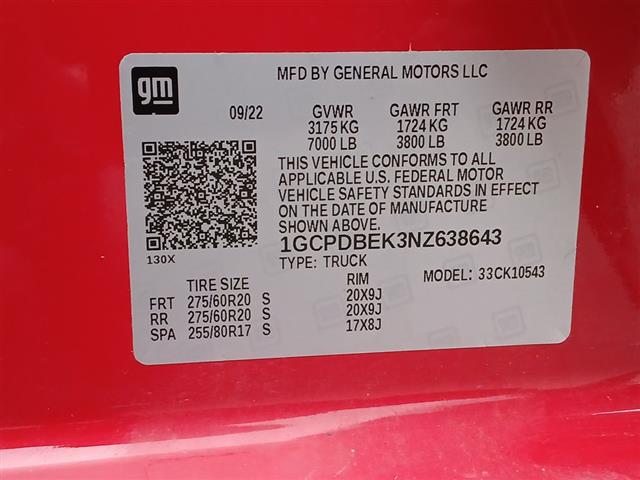 gm
MFD BY GENERAL MOTORS LLC
09/22 GVWR GAWR FRT GAWR RR
3175 KG 1724 KG 1724 KG
7000 LB 3800 LB 3800 LB
THIS VEHICLE CONFORMS TO ALL
APPLICABLE U.S. FEDERAL MOTOR
VEHICLE SAFETY STANDARDS IN EFFECT
ON THE DATE OF MANUFACTURE
SHOWN ABOVE.
1GCPDBEK3NZ638643
130X
TYPE: TRUCK
MODEL: 33CK10543
TIRE SIZE RIM
FRT 275/60R20 S 20X9J
RR 275/60R20 S 20X9J
SPA 255/80R17 S 17X8J